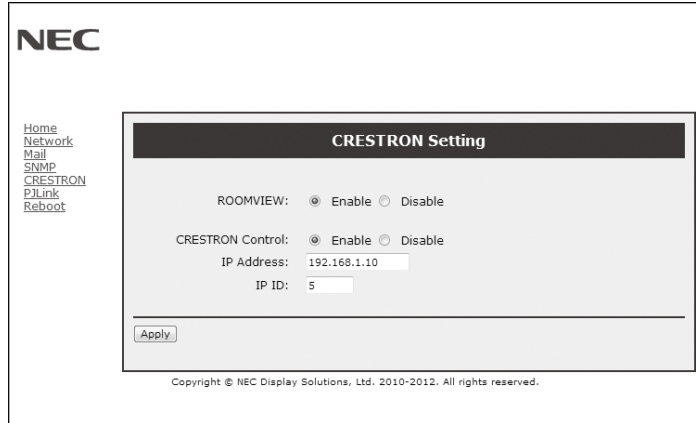 NEC
Home
Network
Mail
SNMP
CRESTRON
PJLink
Reboot
CRESTRON Setting
ROOMVIEW: Enable Disable
CRESTRON Control: Enable Disable
IP Address: 192.168.1.10
IP ID: 5
Apply
Copyright © NEC Display Solutions, Ltd. 2010-2012. All rights reserved.